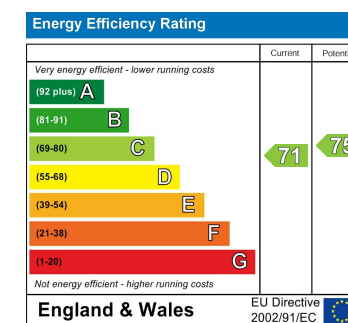 Energy Efficiency Rating
Current
Very energy efficient - lower running costs
(92 plus) A
(81-91) B
(69-80) C
71
75
(55-68) D
(39-54) E
(21-38) F
(1-20) G
Not energy efficient - higher running costs
England & Wales
EU Directive
2002/91/EC